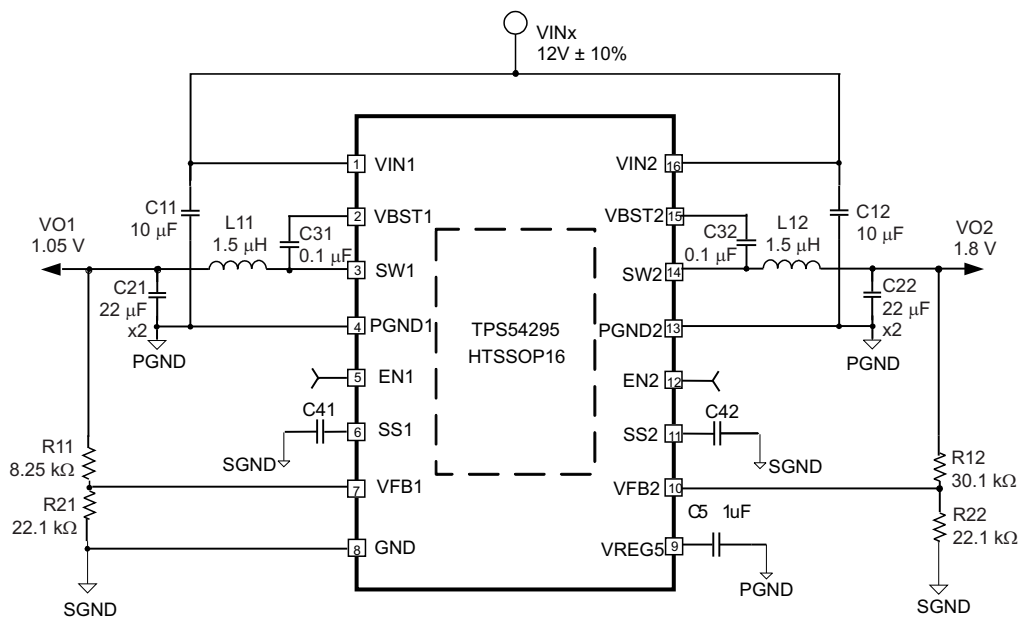 VINx
12V ± 10%
1 VIN1
VIN2 16
C11
10 μF
2 VBST1
VBST2 15
C12
10 μF
VO1
1.05 V
L11
1.5 μH
C31
0.1 μF
C32
0.1 μF
L12
1.5 μH
VO2
1.8 V
3 SW1
SW2 14
C21
22 μF
x2
C22
22 μF
x2
4 PGND1
PGND2 13
TPS54295
HTSSOP16
PGND
PGND
5 EN1
EN2 12
C41
C42
6 SS1
SS2 11
SGND
SGND
R11
8.25 kΩ
R12
30.1 kΩ
7 VFB1
VFB2 10
R21
22.1 kΩ
C5 1uF
R22
22.1 kΩ
8 GND
VREG5 9
SGND
PGND
SGND